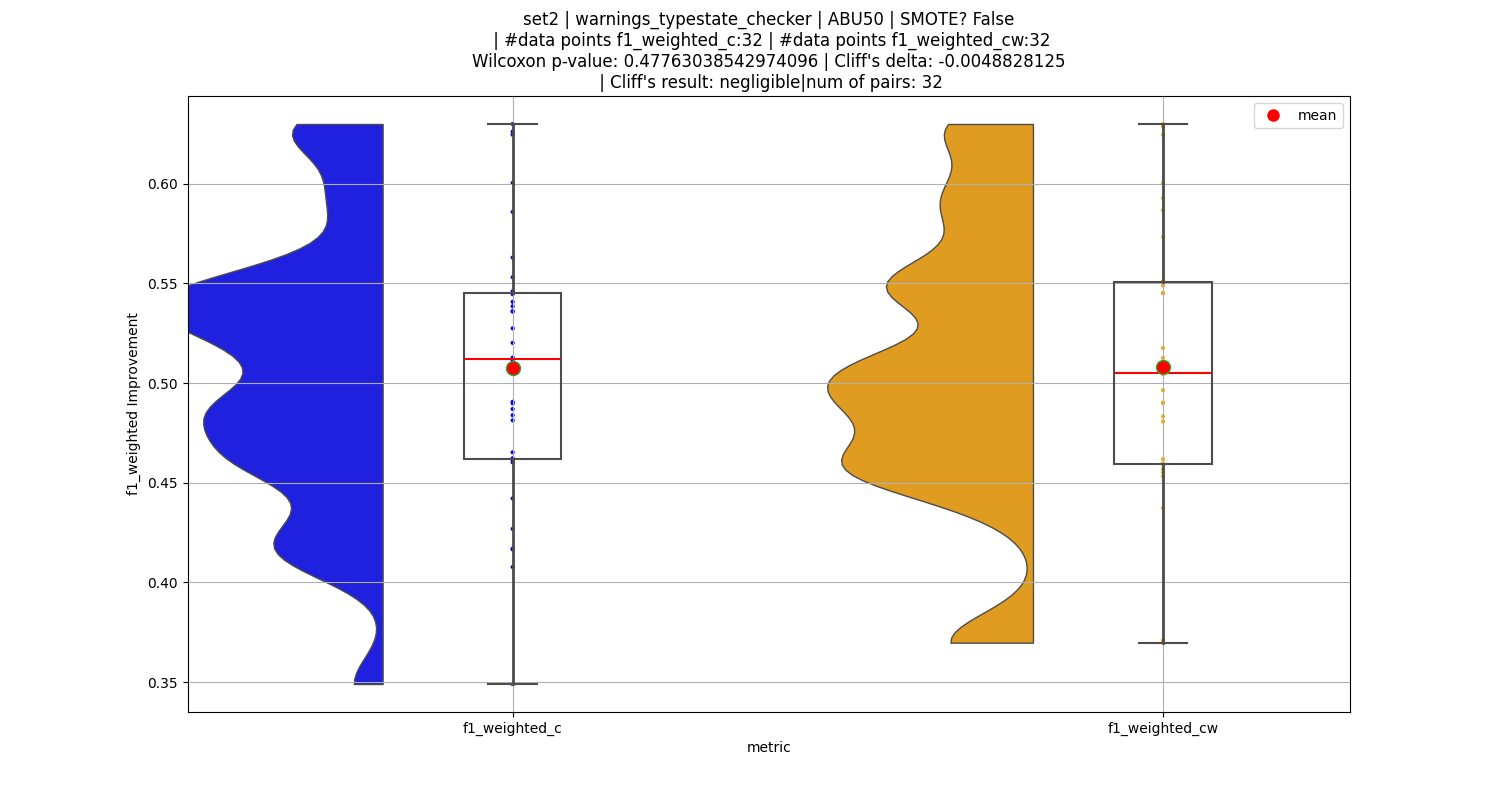 set2 | warnings_typestate_checker | ABU50 | SMOTE? False
| #data points f1_weighted_c:32 | #data points f1_weighted_cw:32
Wilcoxon p-value: 0.47763038542974096 | Cliff's delta: -0.0048828125
| Cliff's result: negligible|num of pairs: 32
mean
0.60
0.55
0.50
0.45
0.40
0.35
f1_weighted Improvement
f1_weighted_c
f1_weighted_cw
metric